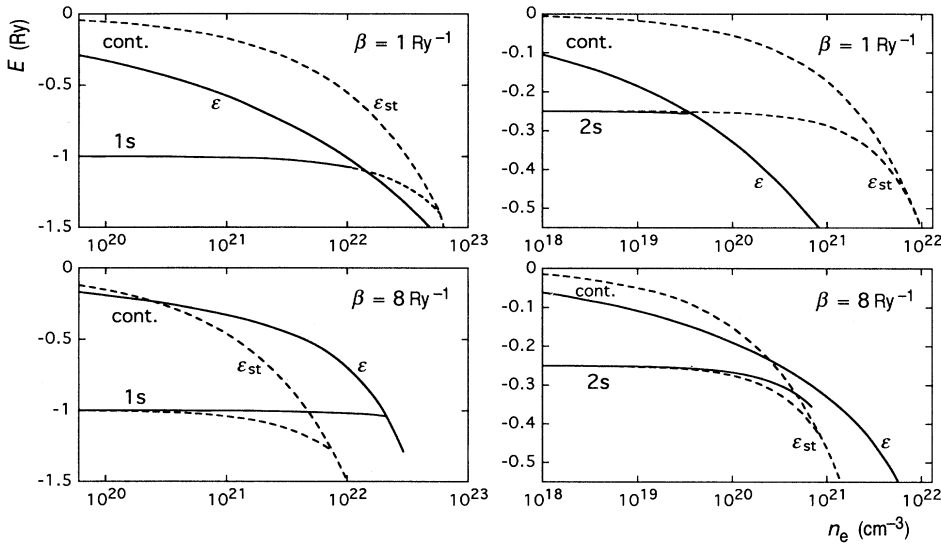 E (Ry)
0
-0.5
-1
-1.5
cont.
1s
ε
ε_st
β = 1 Ry⁻¹
10²⁰
10²¹
10²²
10²³
0
-0.1
-0.2
-0.3
-0.4
-0.5
cont.
2s
ε
ε_st
β = 1 Ry⁻¹
10¹⁸
10¹⁹
10²⁰
10²¹
10²²
0
-0.5
-1
-1.5
cont.
1s
ε_st
ε
β = 8 Ry⁻¹
10²⁰
10²¹
10²²
10²³
0
-0.1
-0.2
-0.3
-0.4
-0.5
cont.
2s
ε_st
ε
β = 8 Ry⁻¹
10¹⁸
10¹⁹
10²⁰
10²¹
10²²
n_e (cm⁻³)